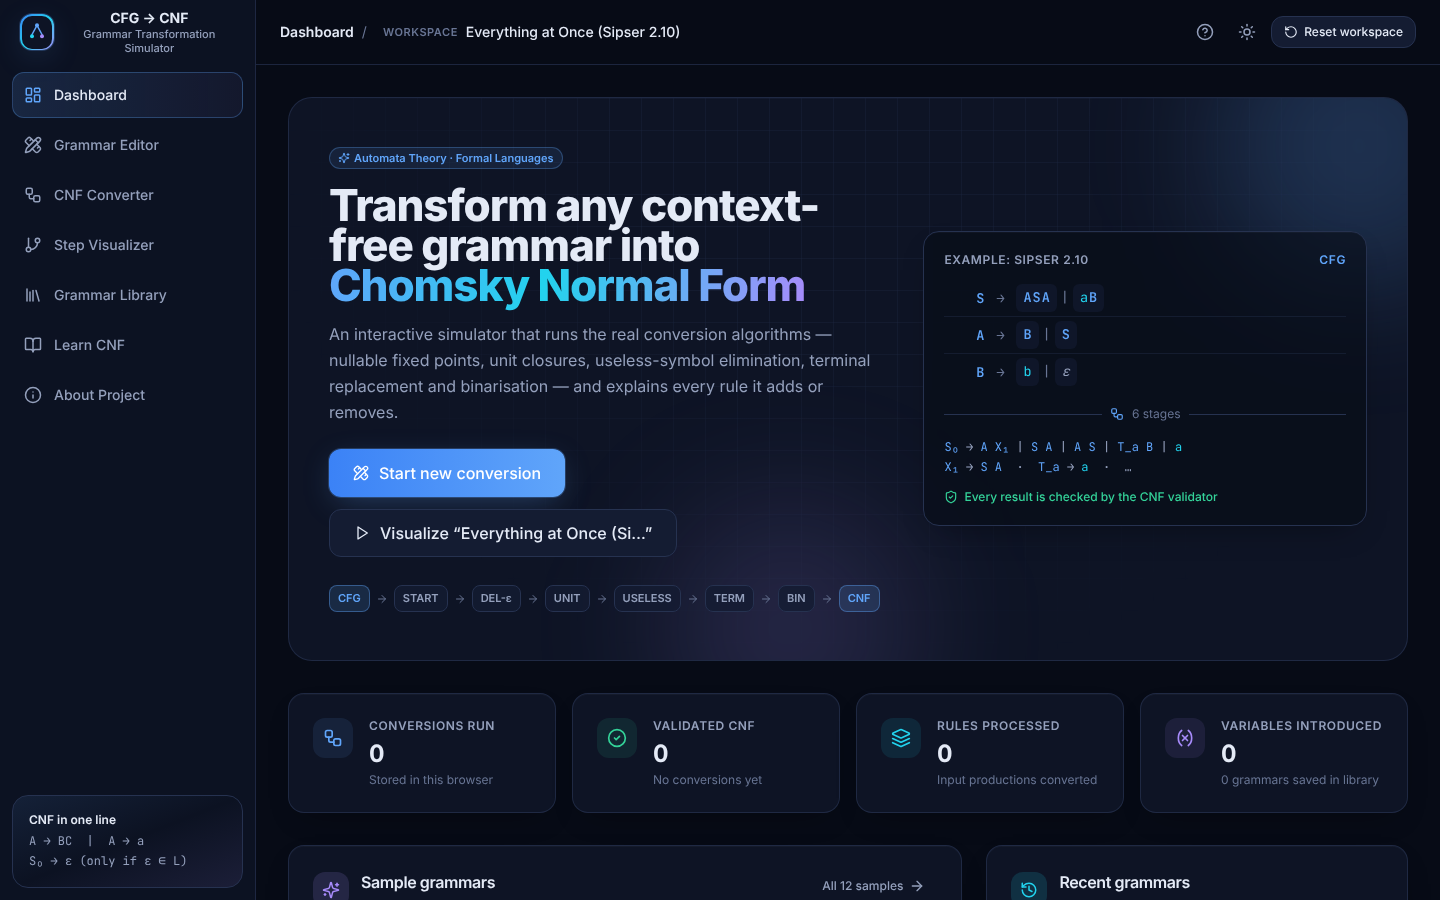 CFG → CNF
Grammar Transformation
Simulator
Dashboard
Grammar Editor
CNF Converter
Step Visualizer
Grammar Library
Learn CNF
About Project
CNF in one line
A → BC | A → a
S₀ → ε (only if ε ∈ L)
Dashboard / WORKSPACE Everything at Once (Sipser 2.10)
Reset workspace
Automata Theory · Formal Languages
Transform any context-
free grammar into
Chomsky Normal Form
An interactive simulator that runs the real conversion algorithms —
nullable fixed points, unit closures, useless-symbol elimination, terminal
replacement and binarisation — and explains every rule it adds or
removes.
Start new conversion
Visualize “Everything at Once (Si…”
CFG → START → DEL-ε → UNIT → USELESS → TERM → BIN → CNF
EXAMPLE: SIPSER 2.10 CFG
S → ASA | aB
A → B | S
B → b | ε
6 stages
S₀ → A X₁ | S A | A S | T_a B | a
X₁ → S A · T_a → a · …
Every result is checked by the CNF validator
CONVERSIONS RUN
0
Stored in this browser
VALIDATED CNF
0
No conversions yet
RULES PROCESSED
0
Input productions converted
VARIABLES INTRODUCED
0
0 grammars saved in library
Sample grammars
All 12 samples →
Recent grammars